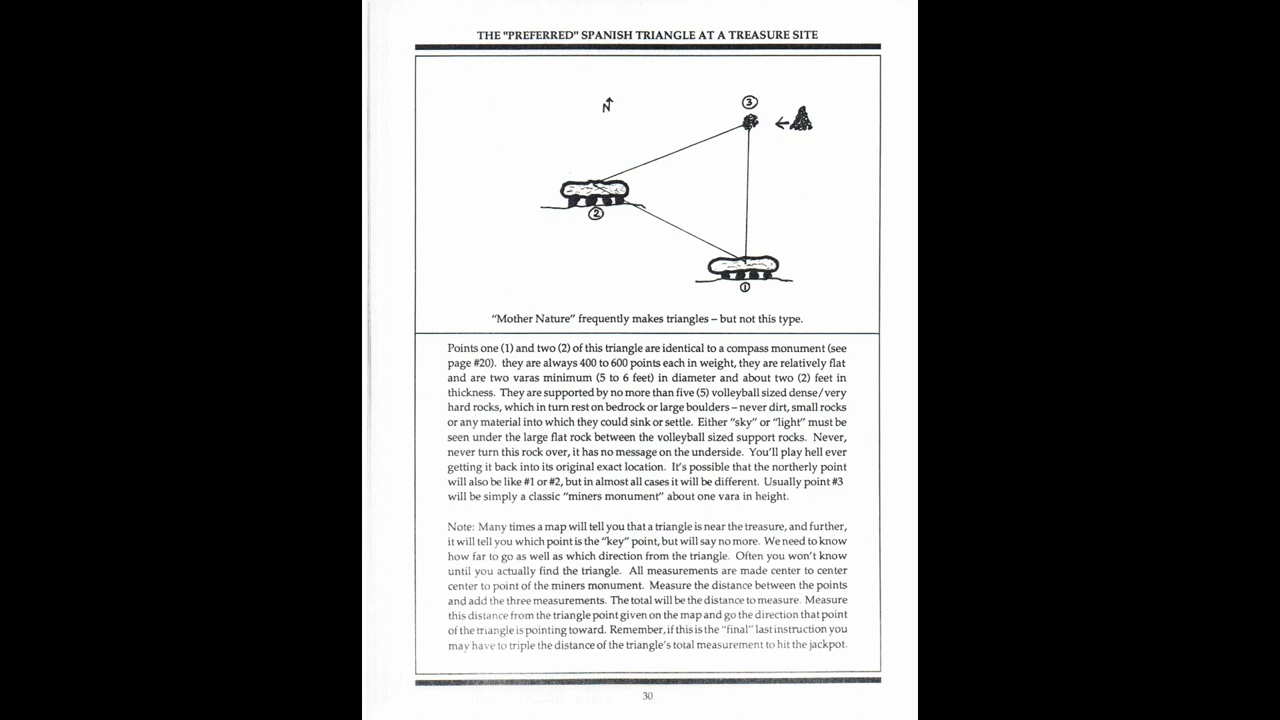 THE "PREFERRED" SPANISH TRIANGLE AT A TREASURE SITE
N
3
2
1
"Mother Nature" frequently makes triangles – but not this type.
Points one (1) and two (2) of this triangle are identical to a compass monument (see
page #20). they are always 400 to 600 points each in weight, they are relatively flat
and are two varas minimum (5 to 6 feet) in diameter and about two (2) feet in
thickness. They are supported by no more than five (5) volleyball sized dense/very
hard rocks, which in turn rest on bedrock or large boulders – never dirt, small rocks
or any material into which they could sink or settle. Either "sky" or "light" must be
seen under the large flat rock between the volleyball sized support rocks. Never,
never turn this rock over, it has no message on the underside. You'll play hell ever
getting it back into its original exact location. It's possible that the northerly point
will also be like #1 or #2, but in almost all cases it will be different. Usually point #3
will be simply a classic "miners monument" about one vara in height.
Note: Many times a map will tell you that a triangle is near the treasure, and further,
it will tell you which point is the "key" point, but will say no more. We need to know
how far to go as well as which direction from the triangle. Often you won't know
until you actually find the triangle. All measurements are made center to center
center to point of the miners monument. Measure the distance between the points
and add the three measurements. The total will be the distance to measure. Measure
this distance from the triangle point given on the map and go the direction that point
of the triangle is pointing toward. Remember, if this is the "final" last instruction you
may have to triple the distance of the triangle's total measurement to hit the jackpot.
30